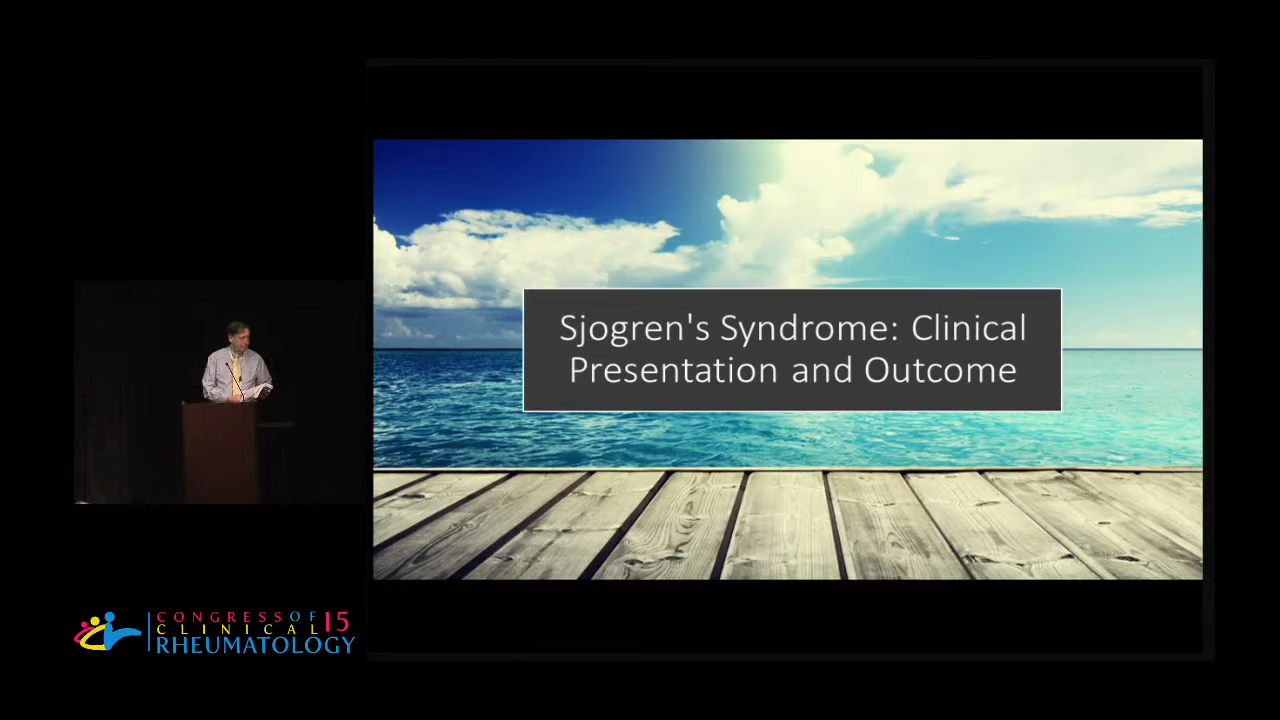 Sjogren's Syndrome: Clinical
Presentation and Outcome
CONGRESS OF 15
CLINICAL
RHEUMATOLOGY